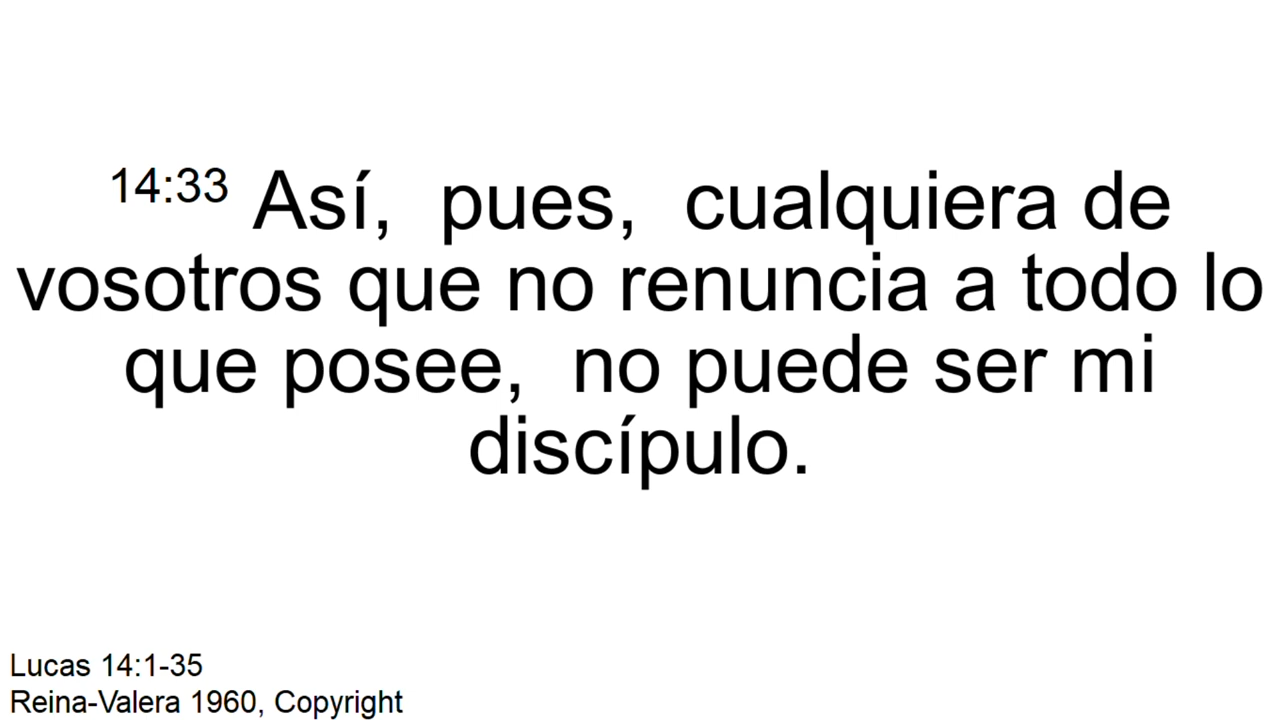 14:33 Así,  pues,  cualquiera de
vosotros que no renuncia a todo lo
que posee,  no puede ser mi
discípulo.
Lucas 14:1-35
Reina-Valera 1960, Copyright